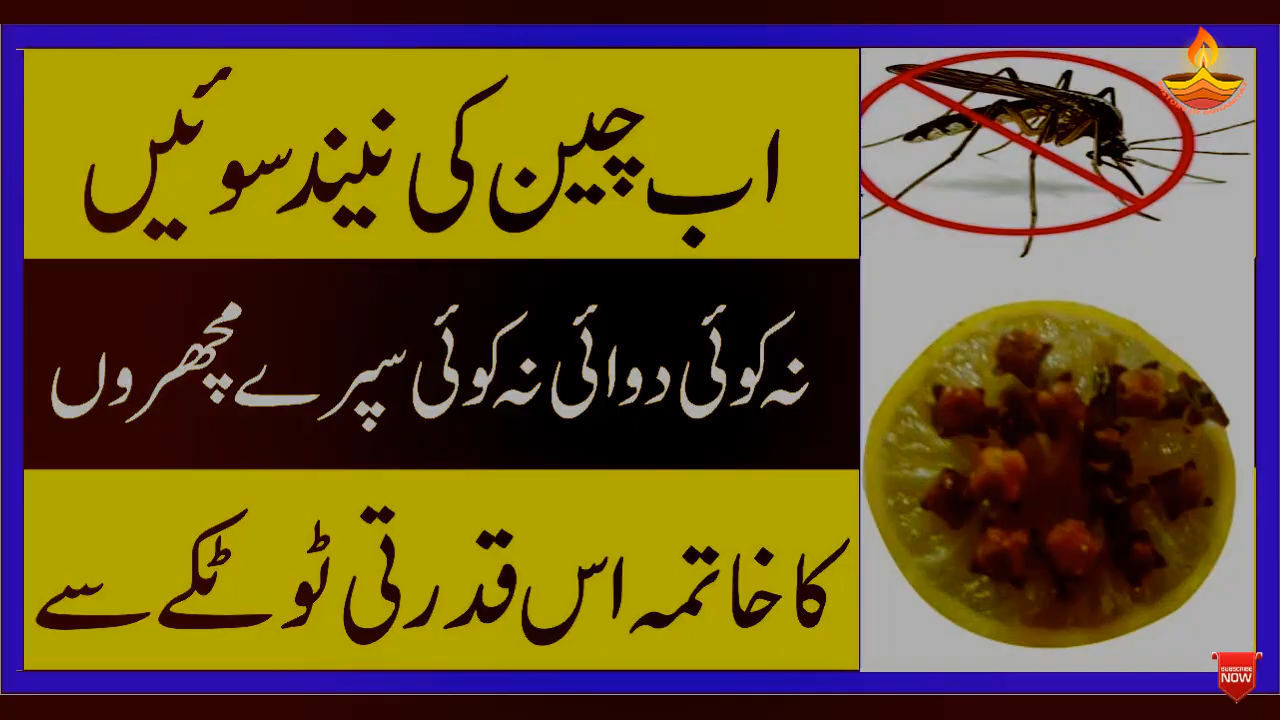 اب چین کی نیند سوئیں
نہ کوئی دوائی نہ کوئی سپرے مچھروں
کا خاتمہ اس قدرتی ٹوٹکے سے
SUBSCRIBE
NOW